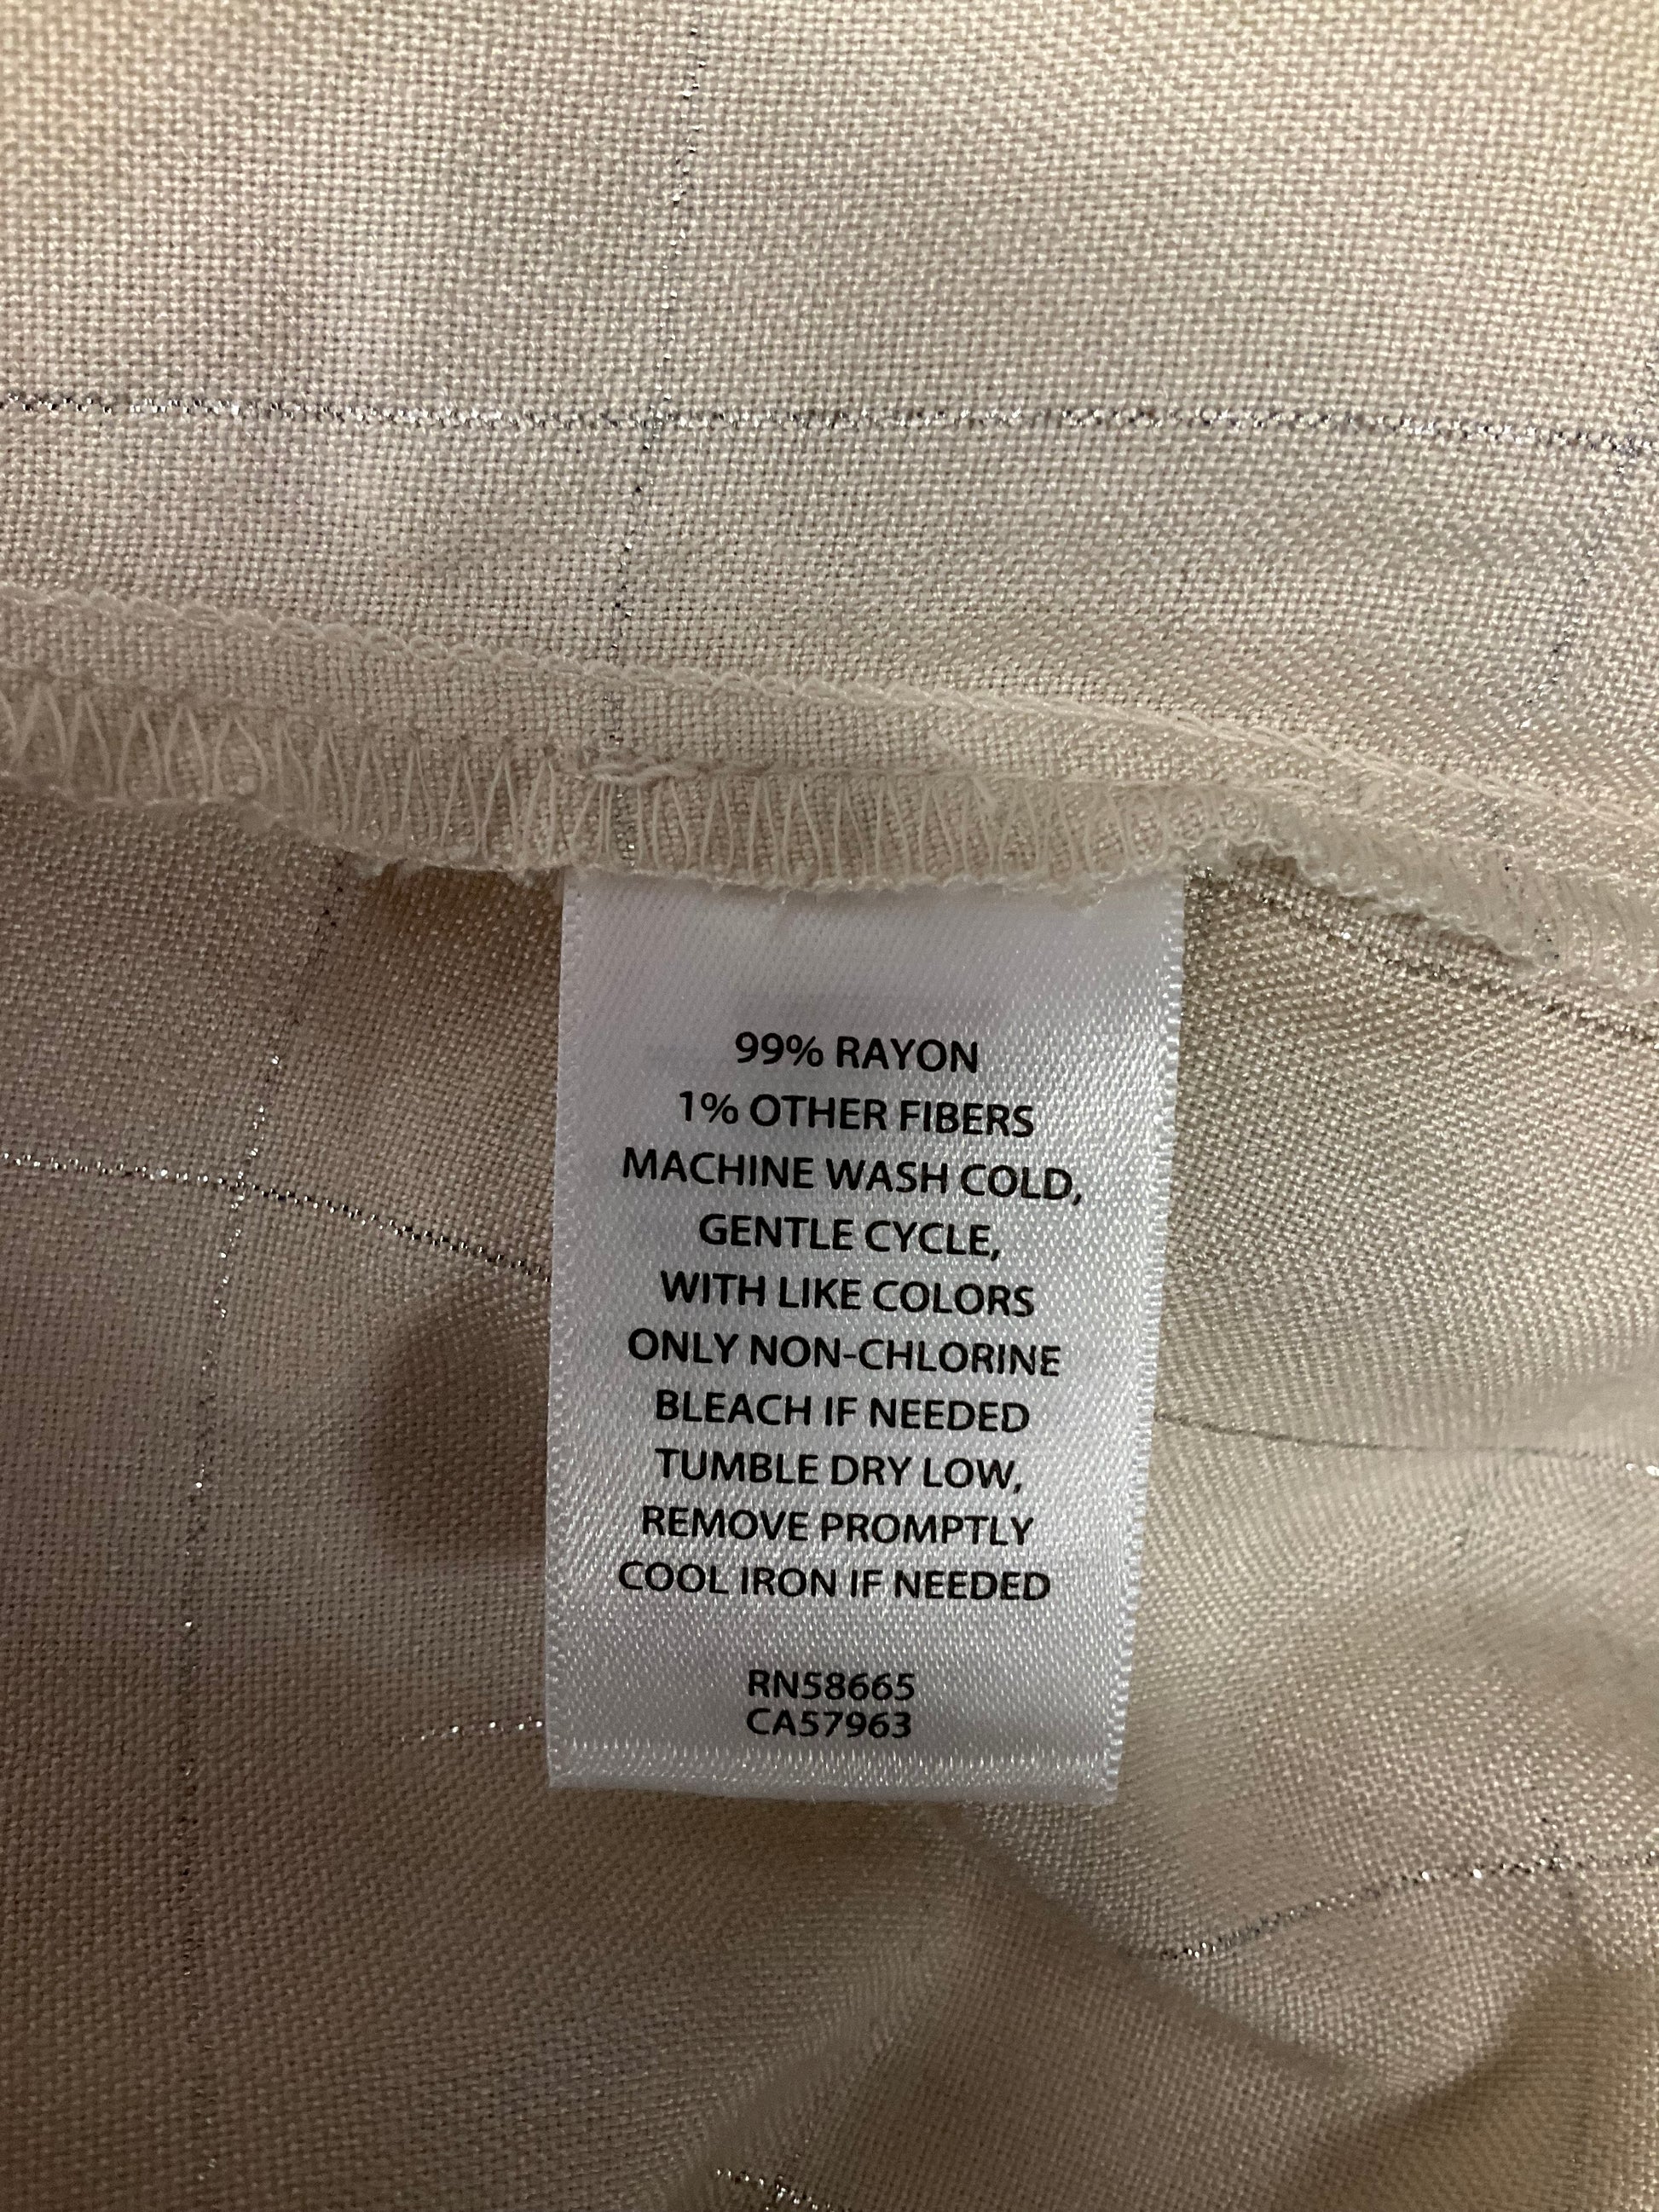 99% RAYON
1% OTHER FIBERS
MACHINE WASH COLD,
GENTLE CYCLE,
WITH LIKE COLORS
ONLY NON-CHLORINE
BLEACH IF NEEDED
TUMBLE DRY LOW,
REMOVE PROMPTLY
COOL IRON IF NEEDED
RN58665
CA57963